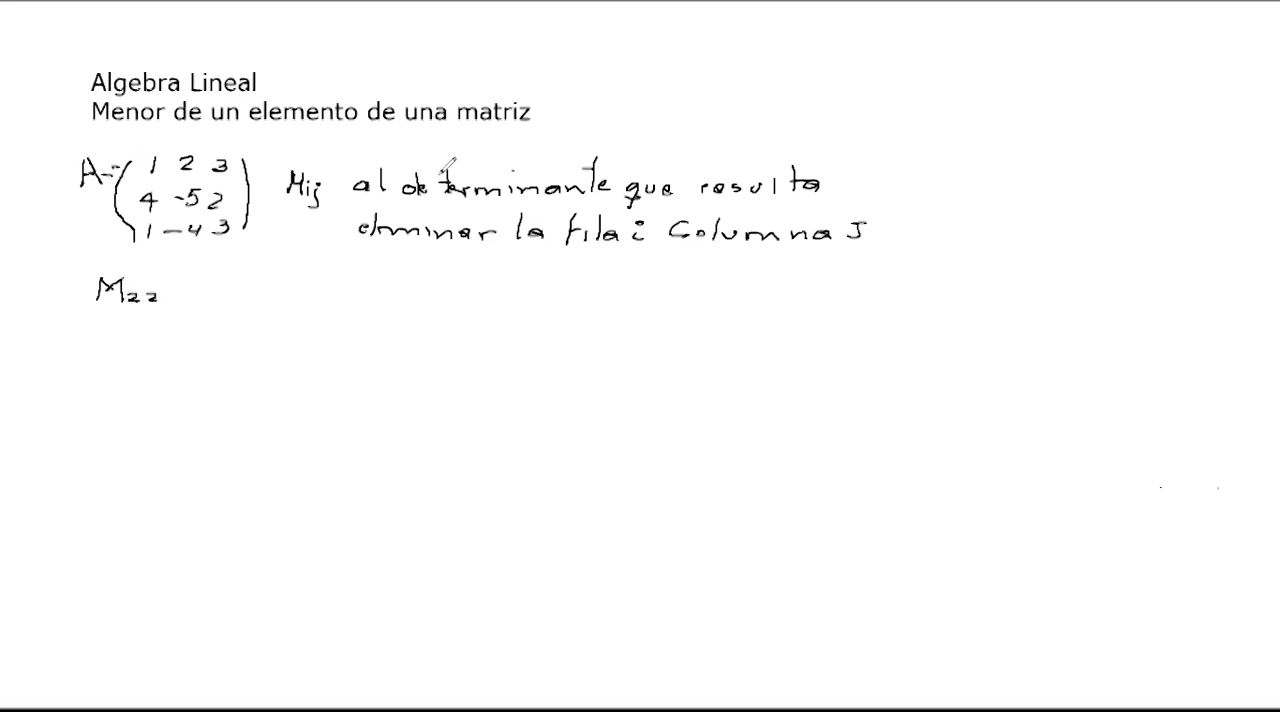 Algebra Lineal
Menor de un elemento de una matriz
A= ( 1 2 3 ) Mij al determinante que resulta
4 -5 2 eliminar la fila i columna J
1 -4 3
M22